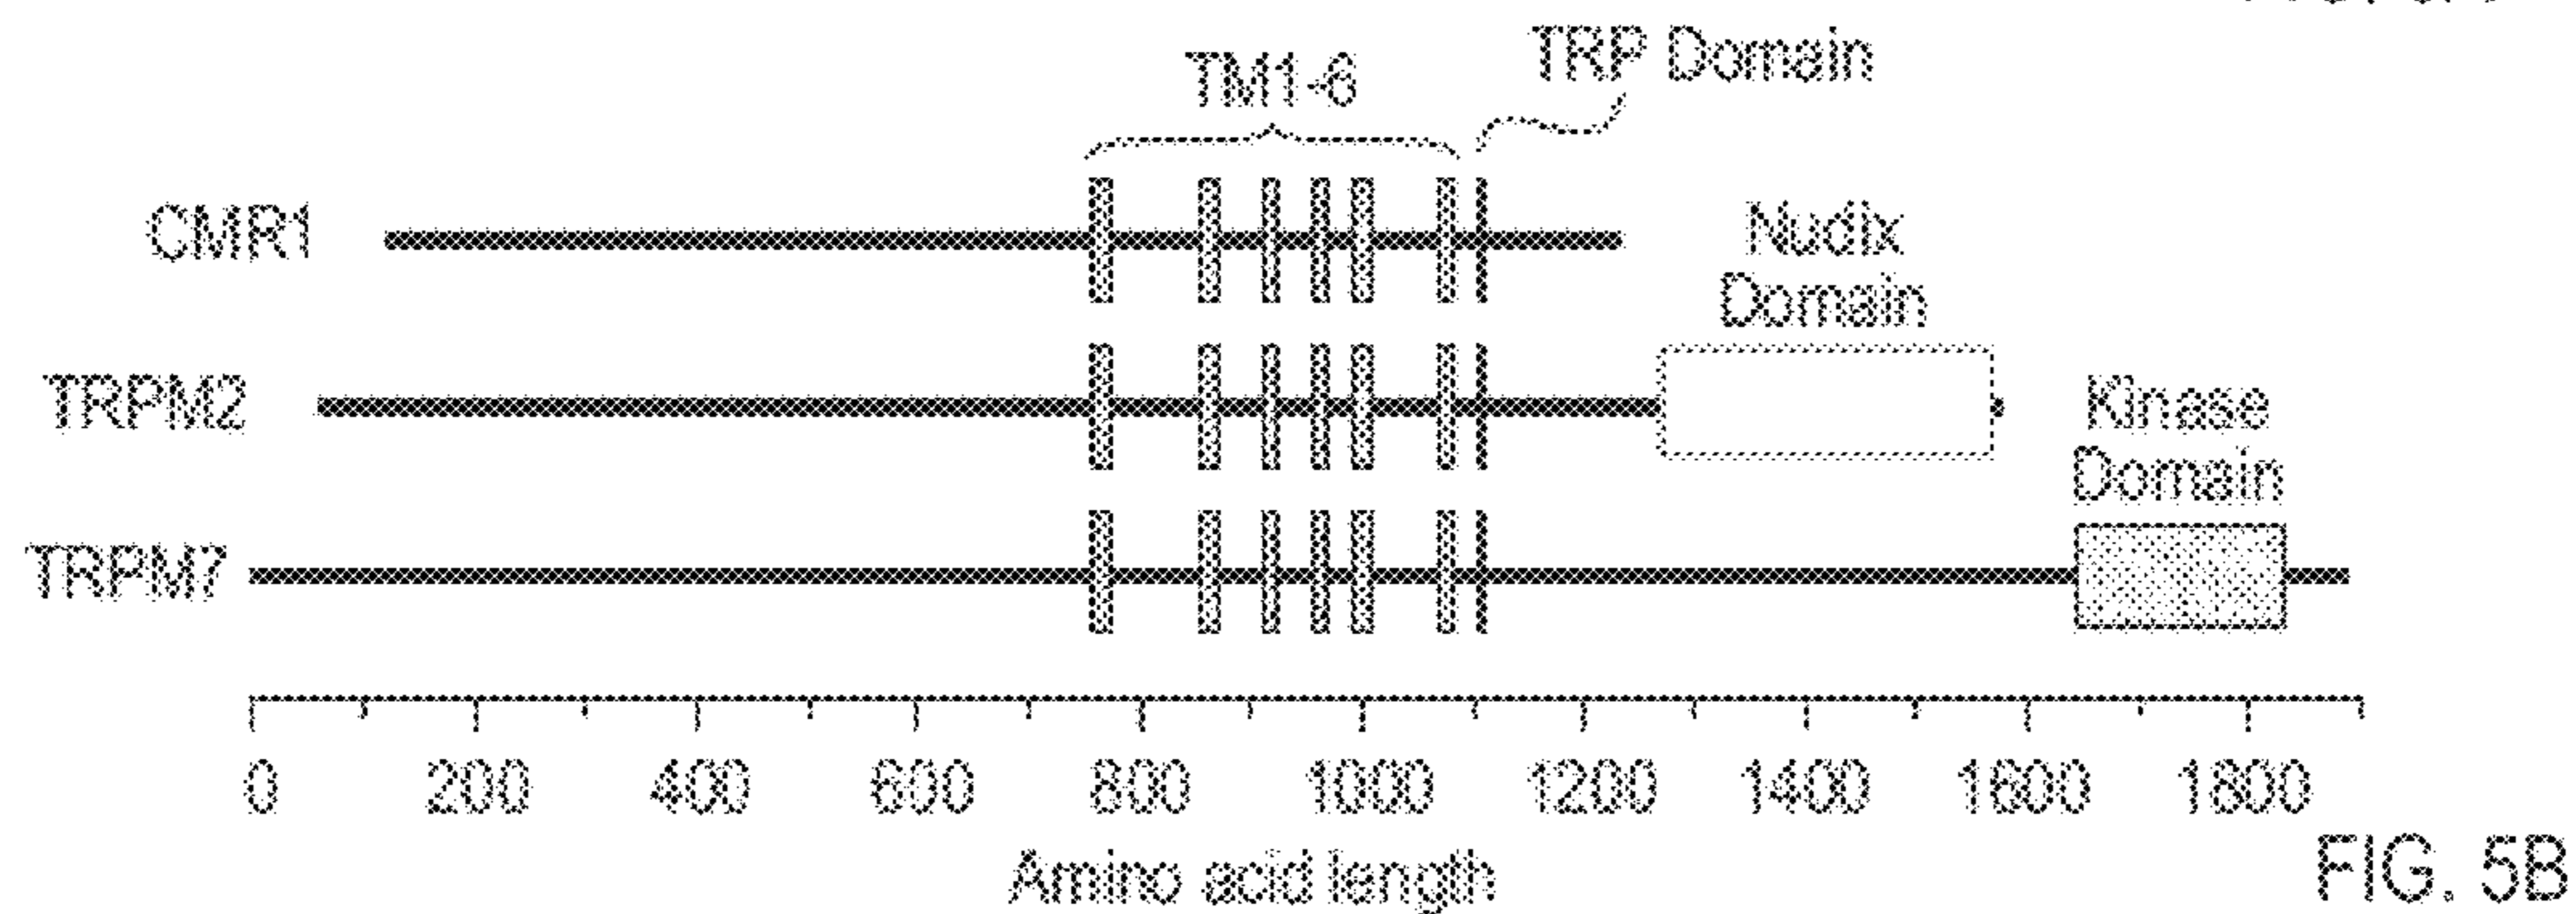 TRP Domain
TM1-6
CMR1
Nudix
Domain
TRPM2
Kinase
Domain
TRPM7
0 200 400 600 800 1000 1200 1400 1600 1800
Amino acid length
FIG. 5B